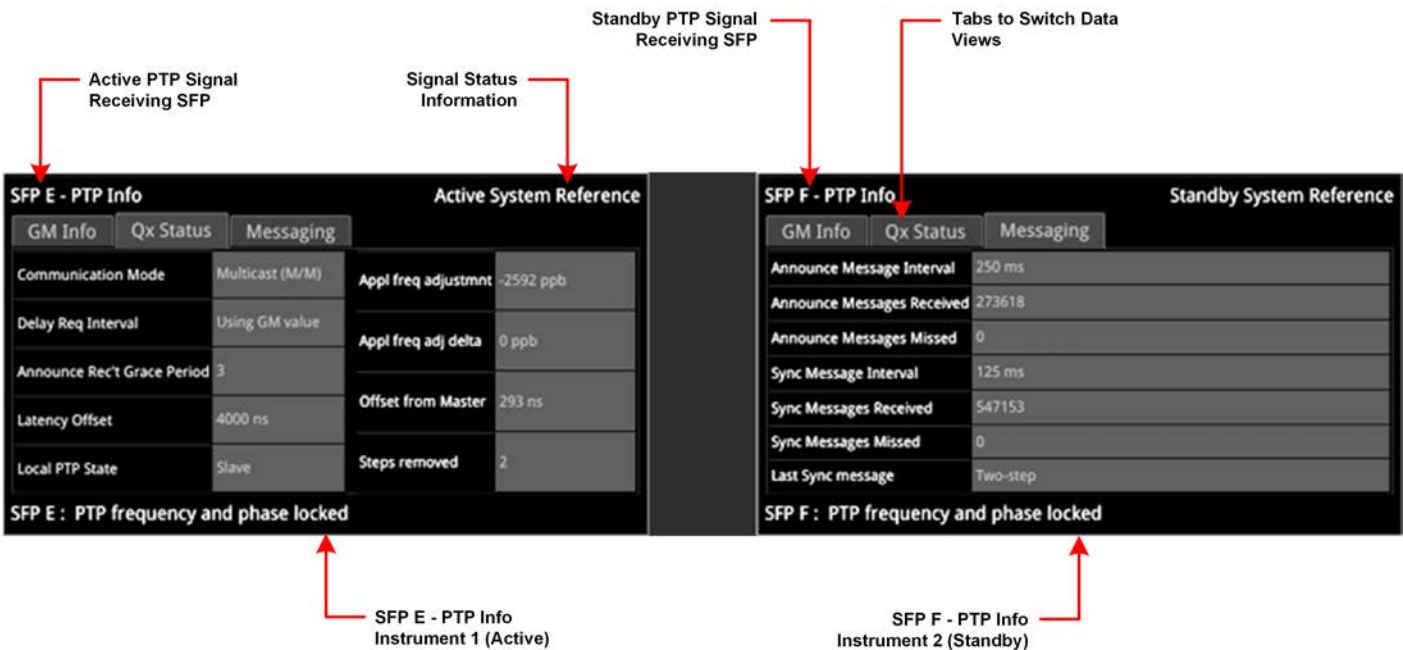 Standby PTP Signal
Receiving SFP
Tabs to Switch Data
Views
Active PTP Signal
Receiving SFP
Signal Status
Information
SFP E - PTP Info
Active System Reference
GM Info
Qx Status
Messaging
Communication Mode
Multicast (M/M)
Delay Req Interval
Using GM value
Announce Rec't Grace Period
3
Latency Offset
4000 ns
Local PTP State
Slave
Appl freq adjustmnt
-2592 ppb
Appl freq adj delta
0 ppb
Offset from Master
293 ns
Steps removed
2
SFP E : PTP frequency and phase locked
SFP F - PTP Info
Standby System Reference
GM Info
Qx Status
Messaging
Announce Message Interval
250 ms
Announce Messages Received
273618
Announce Messages Missed
0
Sync Message Interval
125 ms
Sync Messages Received
547153
Sync Messages Missed
0
Last Sync message
Two-step
SFP F : PTP frequency and phase locked
SFP E - PTP Info
Instrument 1 (Active)
SFP F - PTP Info
Instrument 2 (Standby)